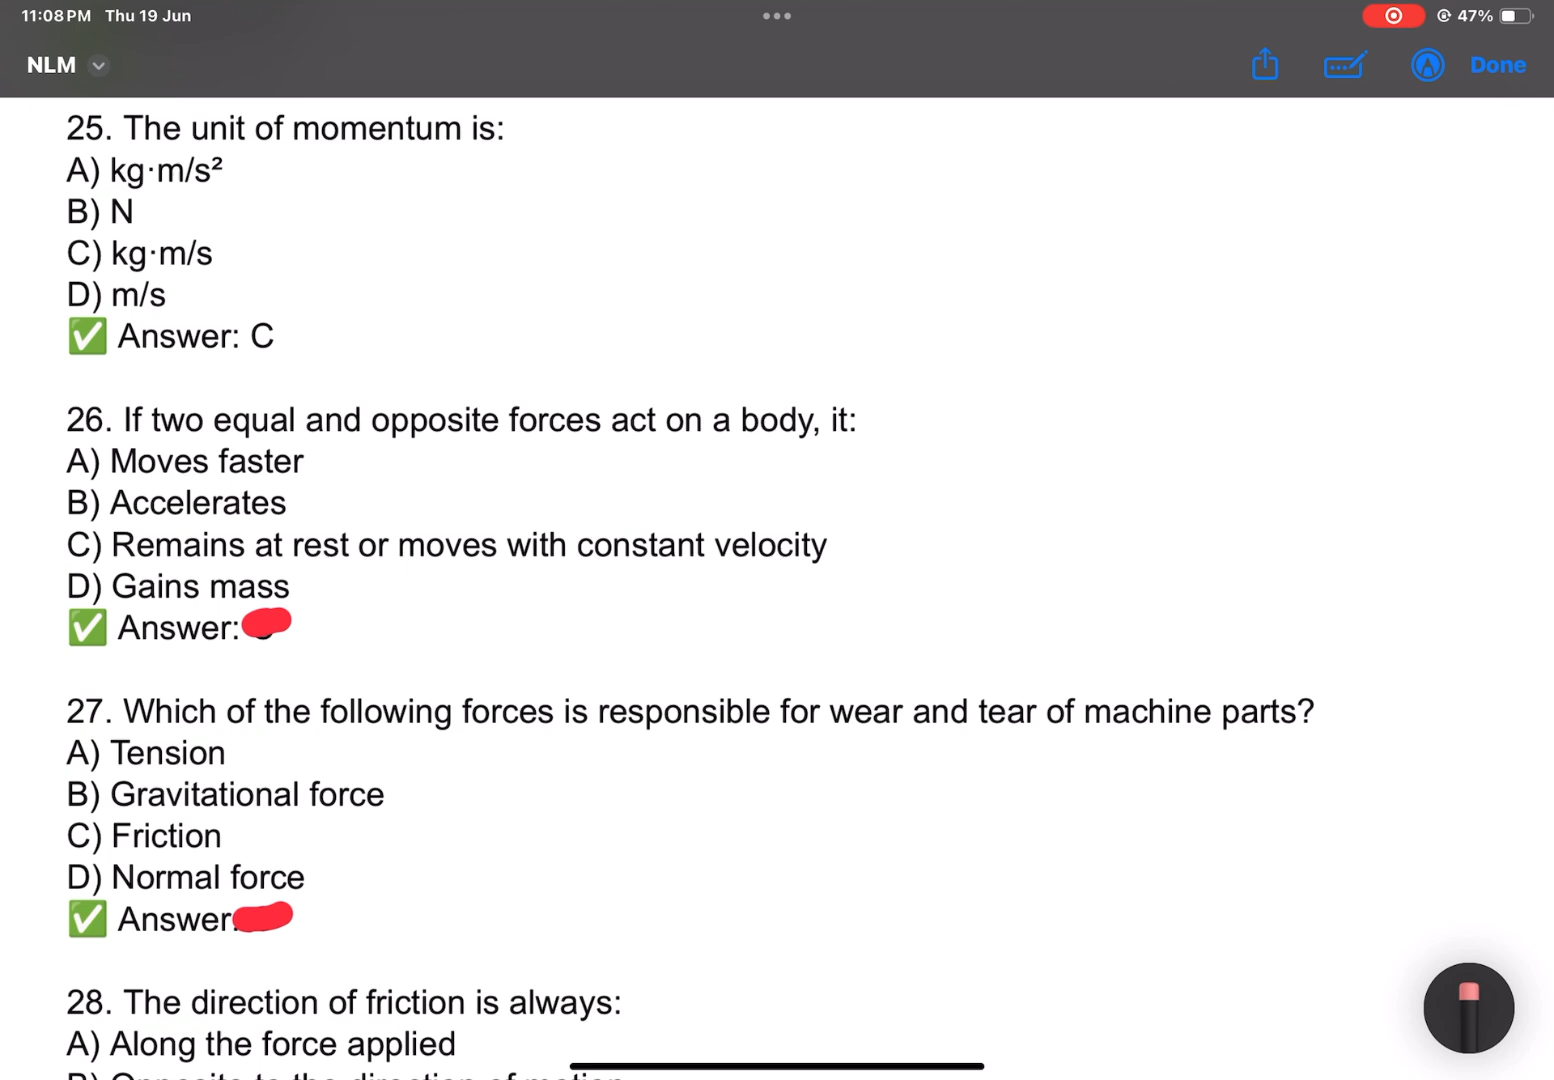 11:08 PM Thu 19 Jun
47%
NLM
Done
25. The unit of momentum is:
A) kg·m/s²
B) N
C) kg·m/s
D) m/s
✅ Answer: C
26. If two equal and opposite forces act on a body, it:
A) Moves faster
B) Accelerates
C) Remains at rest or moves with constant velocity
D) Gains mass
✅ Answer:
27. Which of the following forces is responsible for wear and tear of machine parts?
A) Tension
B) Gravitational force
C) Friction
D) Normal force
✅ Answer:
28. The direction of friction is always:
A) Along the force applied